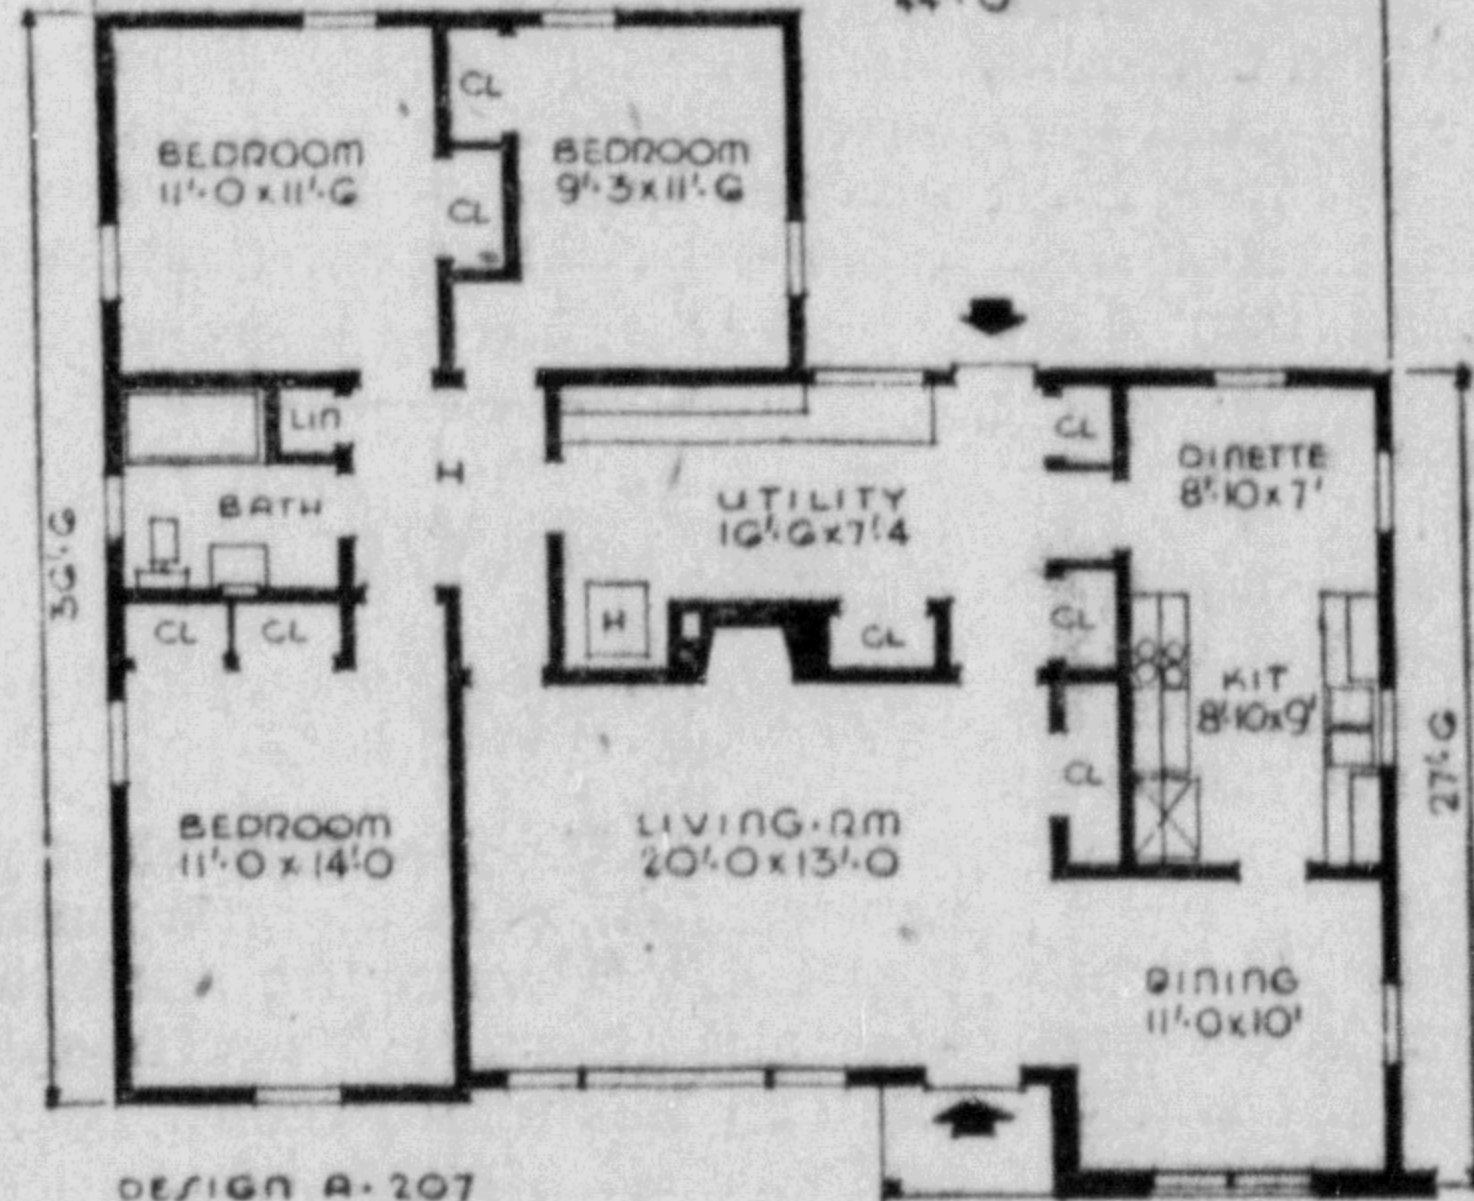 44'-0
CL
BEDROOM
11'-0 x 11'-6
BEDROOM
9'-3 x 11'-6
CL
LIN
CL
H
DINETTE
8'-10 x 7'
BATH
UTILITY
16'-6 x 7'-4
36'-6
CL
CL
H
CL
CL
KIT
8'-10 x 9'
27'-6
CL
BEDROOM
11'-0 x 14'-0
LIVING-RM
20'-0 x 13'-0
DINING
11'-0 x 10'
DESIGN A-207